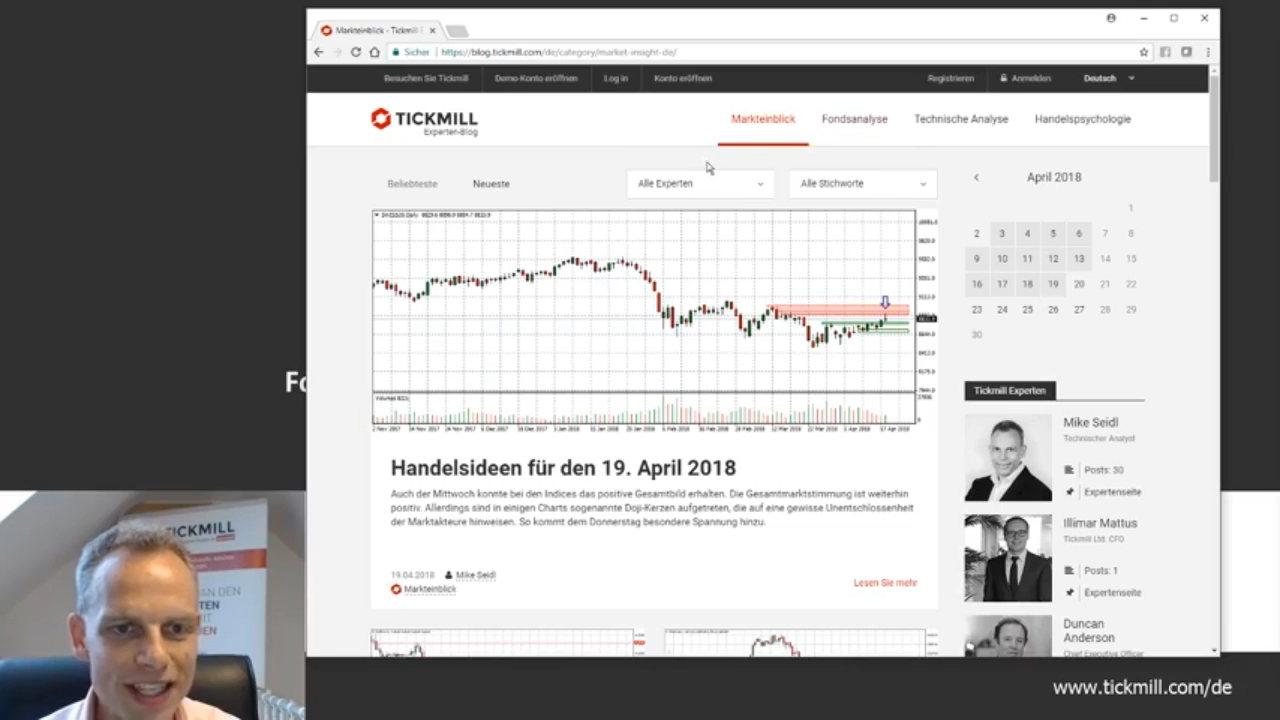 Markteinblick - Tickmill E
Sicher | https://blog.tickmill.com/de/category/market-insight-de/
Besuchen Sie Tickmill Demo-Konto eröffnen Log in Konto eröffnen Registrieren Anmelden Deutsch
TICKMILL
Experten-Blog
Markteinblick Fondsanalyse Technische Analyse Handelspsychologie
Beliebteste Neueste Alle Experten Alle Stichworte
April 2018
1
2 3 4 5 6 7 8
9 10 11 12 13 14 15
16 17 18 19 20 21 22
23 24 25 26 27 28 29
30
Handelsideen für den 19. April 2018
Auch der Mittwoch konnte bei den Indices das positive Gesamtbild erhalten. Die Gesamtmarktstimmung ist weiterhin
positiv. Allerdings sind in einigen Charts sogenannte Doji-Kerzen aufgetreten, die auf eine gewisse Unentschlossenheit
der Marktakteure hinweisen. So kommt dem Donnerstag besondere Spannung hinzu.
19.04.2018 Mike Seidl
Markteinblick
Lesen Sie mehr
Tickmill Experten
Mike Seidl
Technischer Analyst
Posts: 30
Expertenseite
Illimar Mattus
Tickmill Ltd. CFO
Posts: 1
Expertenseite
Duncan
Anderson
Chief Executive Officer
Fo
TICKMILL
www.tickmill.com/de